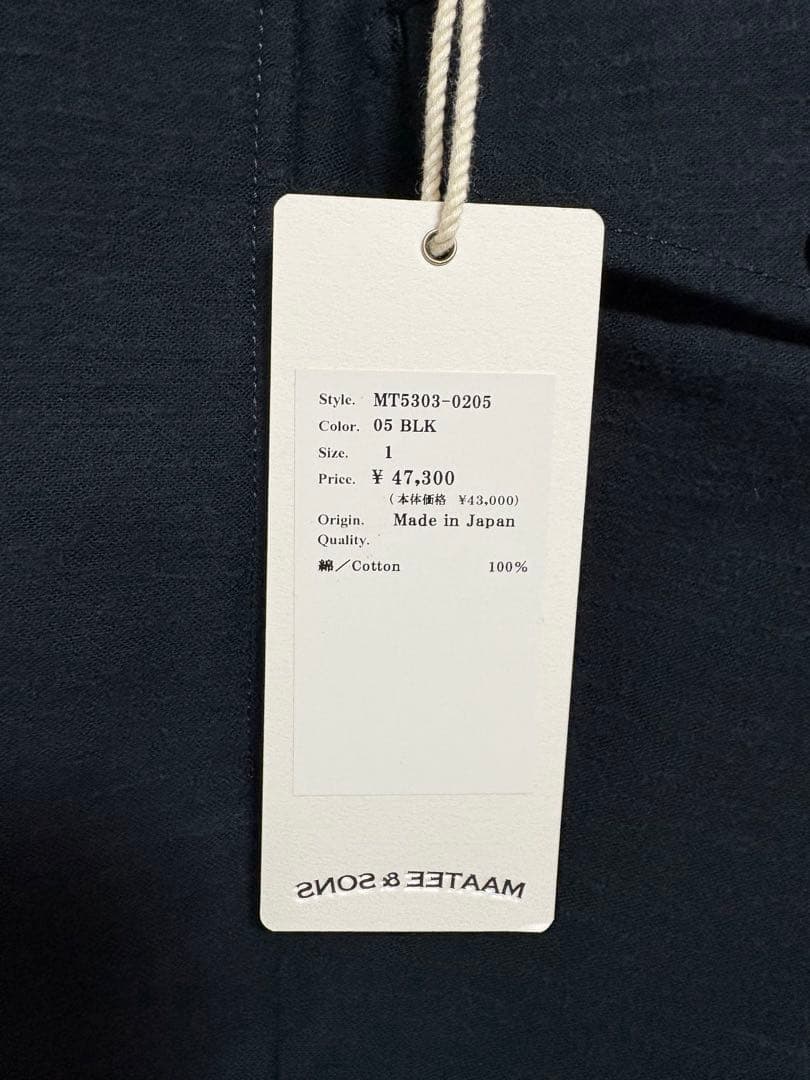 Style. MT5303-0205
Color. 05 BLK
Size. 1
Price. ¥ 47,300
(本体価格 ¥43,000)
Origin. Made in Japan
Quality.
綿／Cotton 100%
MAATEE & SONS